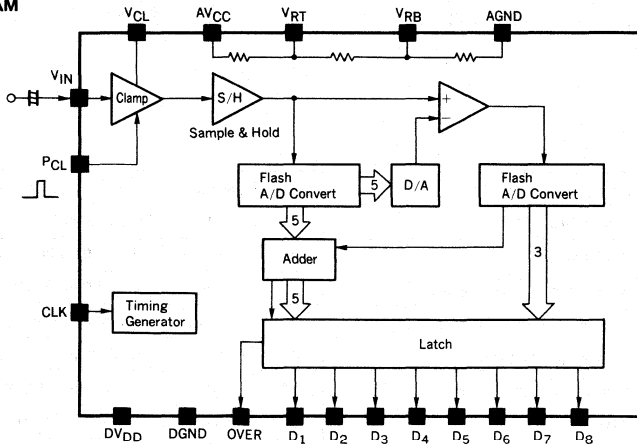 AM
VCL AVCC VRT VRB AGND
VIN
Clamp
S/H
+
−
Sample & Hold
PCL
Flash
A/D Convert
5
D/A
Flash
A/D Convert
5
Adder
3
5
CLK
Timing
Generator
Latch
DVDD DGND OVER D1 D2 D3 D4 D5 D6 D7 D8